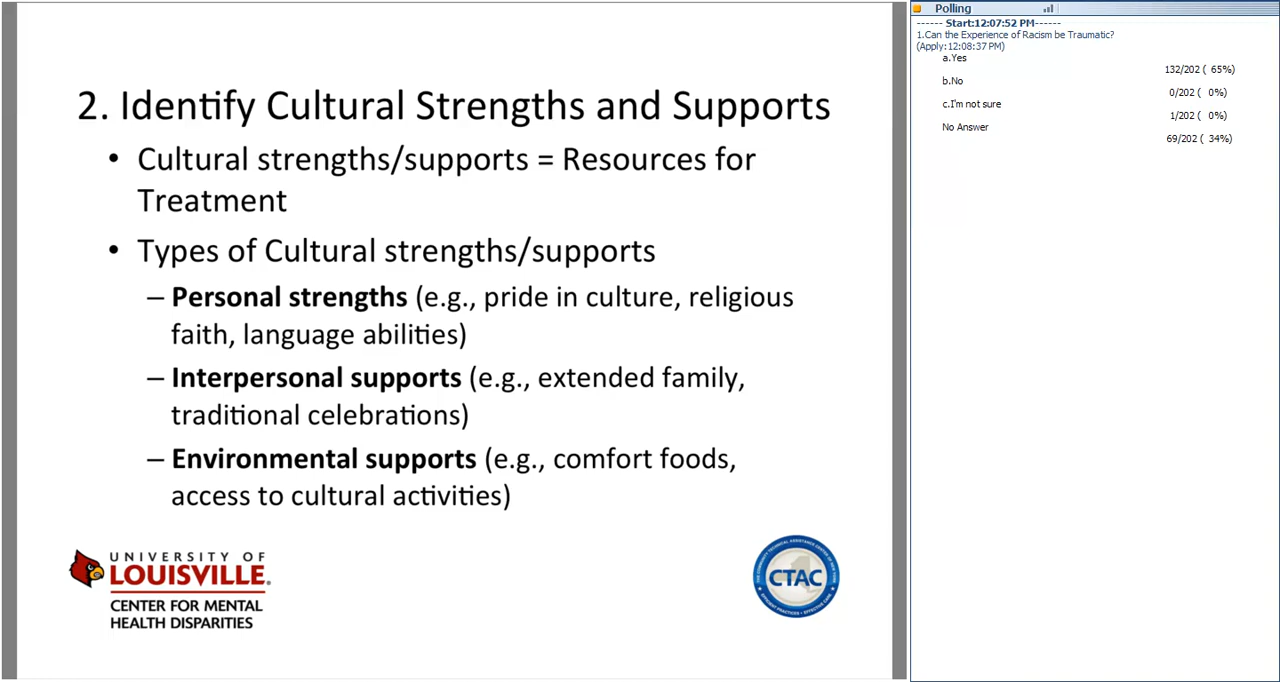 2. Identify Cultural Strengths and Supports
• Cultural strengths/supports = Resources for
Treatment
• Types of Cultural strengths/supports
– Personal strengths (e.g., pride in culture, religious
faith, language abilities)
– Interpersonal supports (e.g., extended family,
traditional celebrations)
– Environmental supports (e.g., comfort foods,
access to cultural activities)
UNIVERSITY OF
LOUISVILLE.
CENTER FOR MENTAL
HEALTH DISPARITIES
CTAC
Polling
------ Start:12:07:52 PM------
1.Can the Experience of Racism be Traumatic?
(Apply:12:08:37 PM)
a.Yes
132/202 ( 65%)
b.No
0/202 ( 0%)
c.I'm not sure
1/202 ( 0%)
No Answer
69/202 ( 34%)